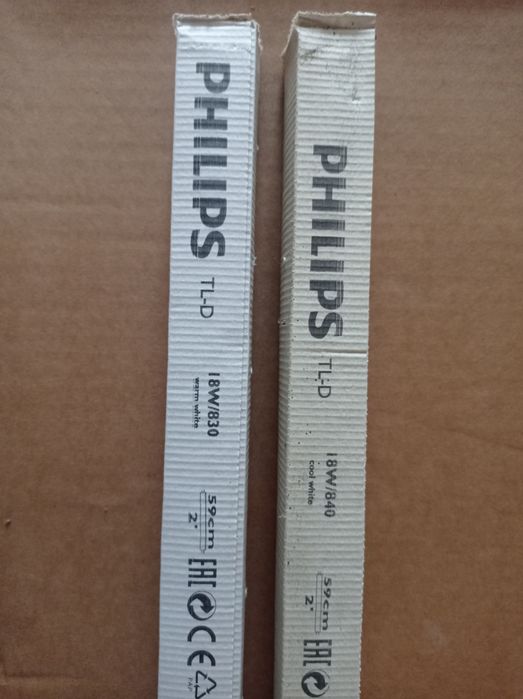 PHILIPS TL-D
18W/830
warm white
59cm
2'
EAC CE
PAP
PHILIPS TL-D
18W/840
cool white
59cm
2'
EAC